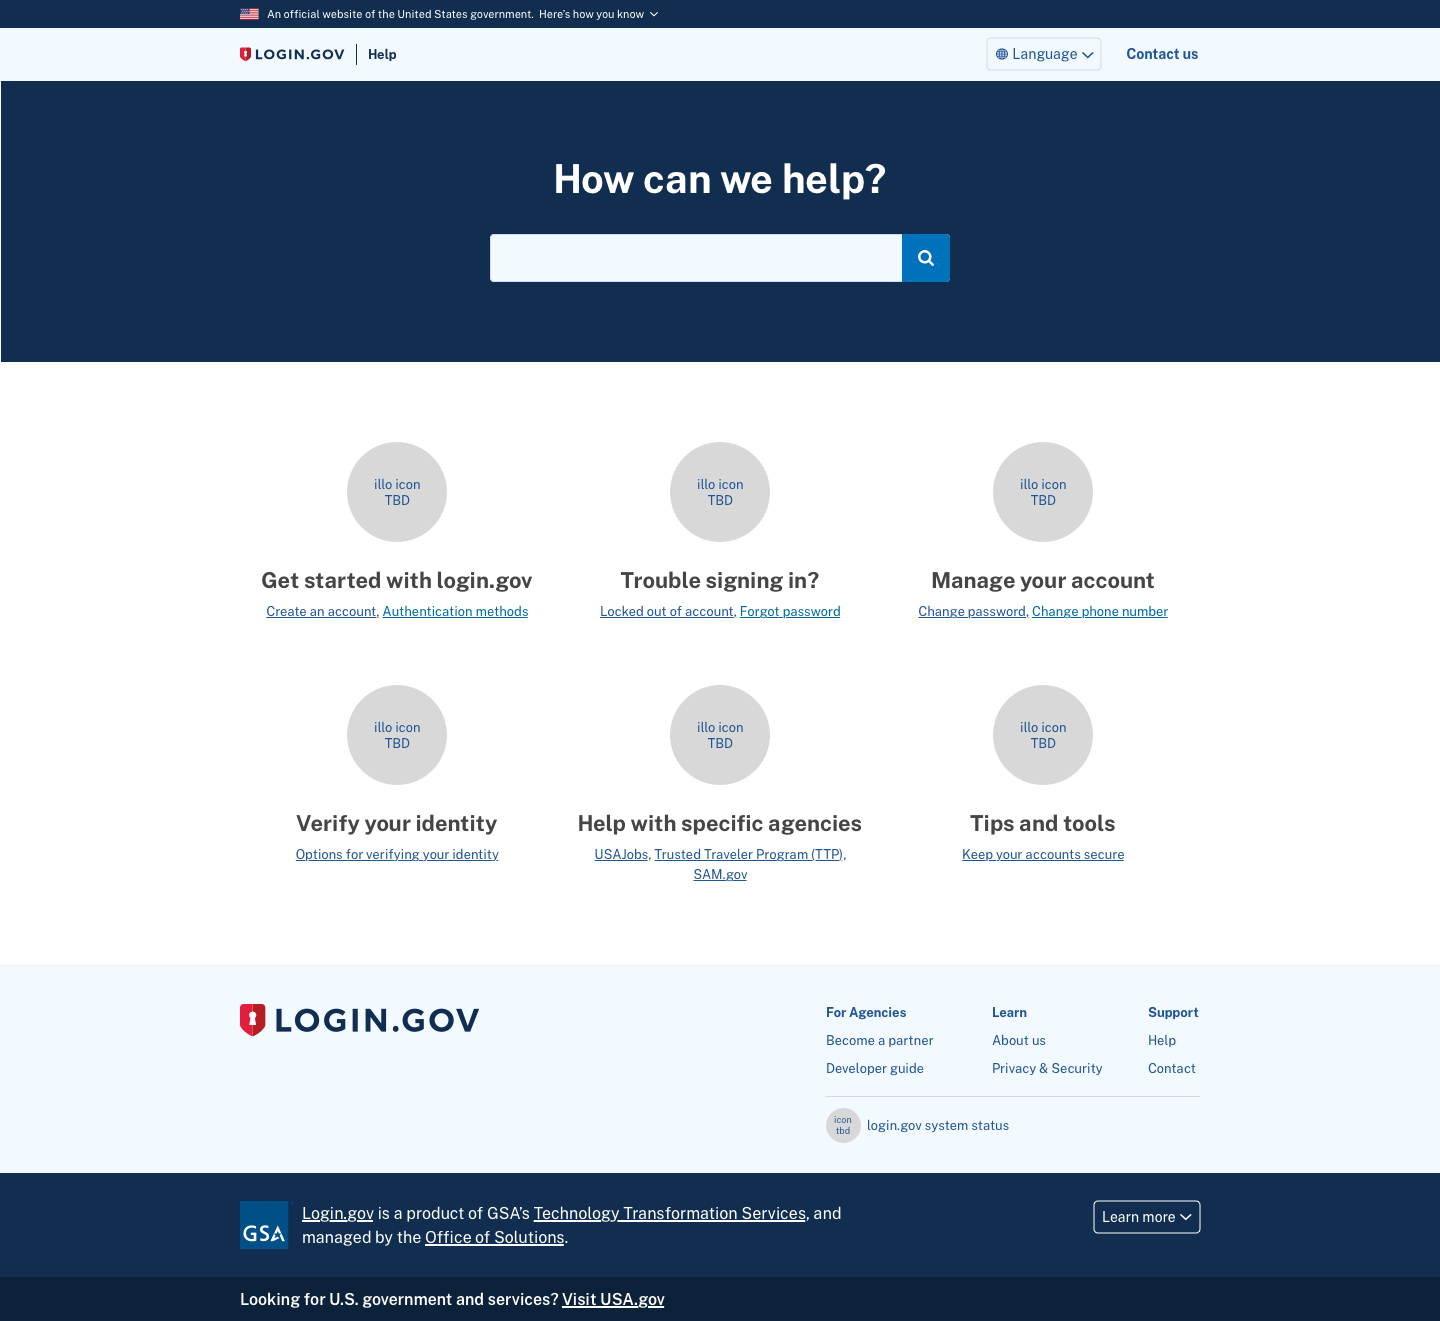 An official website of the United States government. Here's how you know
LOGIN.GOV Help
Language
Contact us
How can we help?
illo icon
TBD
illo icon
TBD
illo icon
TBD
Get started with login.gov
Create an account, Authentication methods
Trouble signing in?
Locked out of account, Forgot password
Manage your account
Change password, Change phone number
illo icon
TBD
illo icon
TBD
illo icon
TBD
Verify your identity
Options for verifying your identity
Help with specific agencies
USAJobs, Trusted Traveler Program (TTP),
SAM.gov
Tips and tools
Keep your accounts secure
LOGIN.GOV
For Agencies
Become a partner
Developer guide
Learn
About us
Privacy & Security
Support
Help
Contact
icon
tbd
login.gov system status
GSA
Login.gov is a product of GSA’s Technology Transformation Services, and
managed by the Office of Solutions.
Learn more
Looking for U.S. government and services? Visit USA.gov